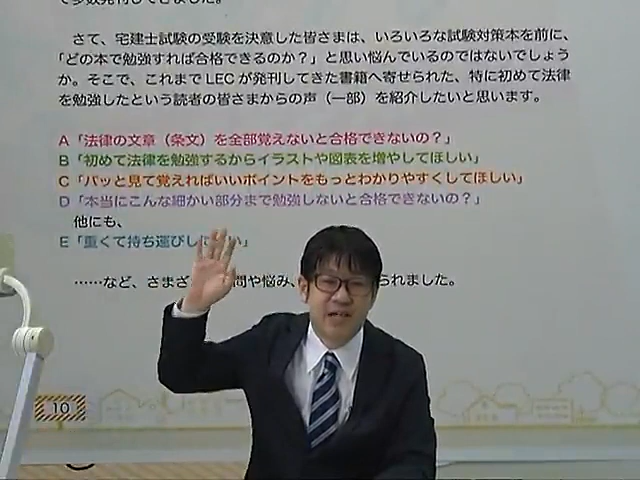 で多数発刊してきました。
さて、宅建士試験の受験を決意した皆さまは、いろいろな試験対策本を前に、
「どの本で勉強すれば合格できるのか？」と思い悩んでいるのではないでしょう
か。そこで、これまでLECが発刊してきた書籍へ寄せられた、特に初めて法律
を勉強したという読者の皆さまからの声（一部）を紹介したいと思います。
A「法律の文章（条文）を全部覚えないと合格できないの？」
B「初めて法律を勉強するからイラストや図表を増やしてほしい」
C「パッと見て覚えればいいポイントをもっとわかりやすくしてほしい」
D「本当にこんな細かい部分まで勉強しないと合格できないの？」
他にも、
E「重くて持ち運びし い」
……など、さまざ 問や悩み、 られました。
10